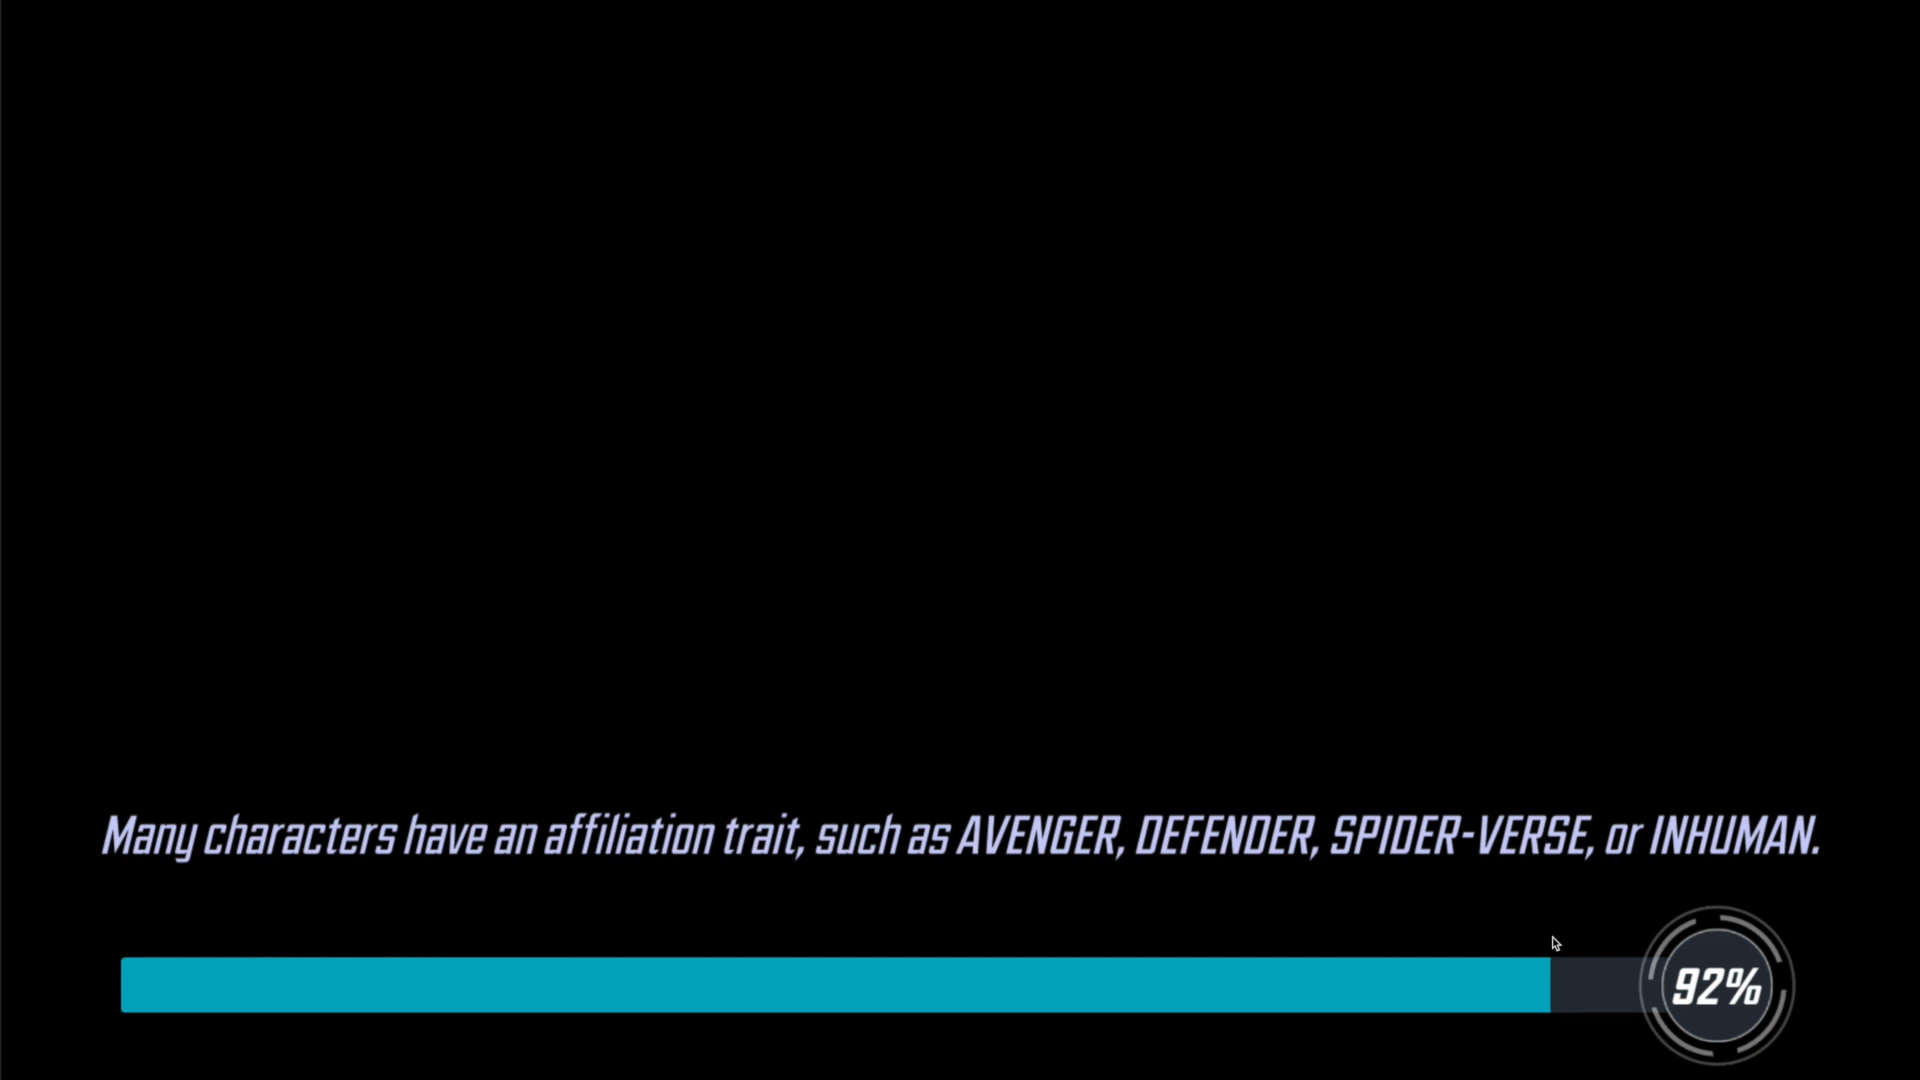 Many characters have an affiliation trait, such as AVENGER, DEFENDER, SPIDER-VERSE, or INHUMAN.
92%